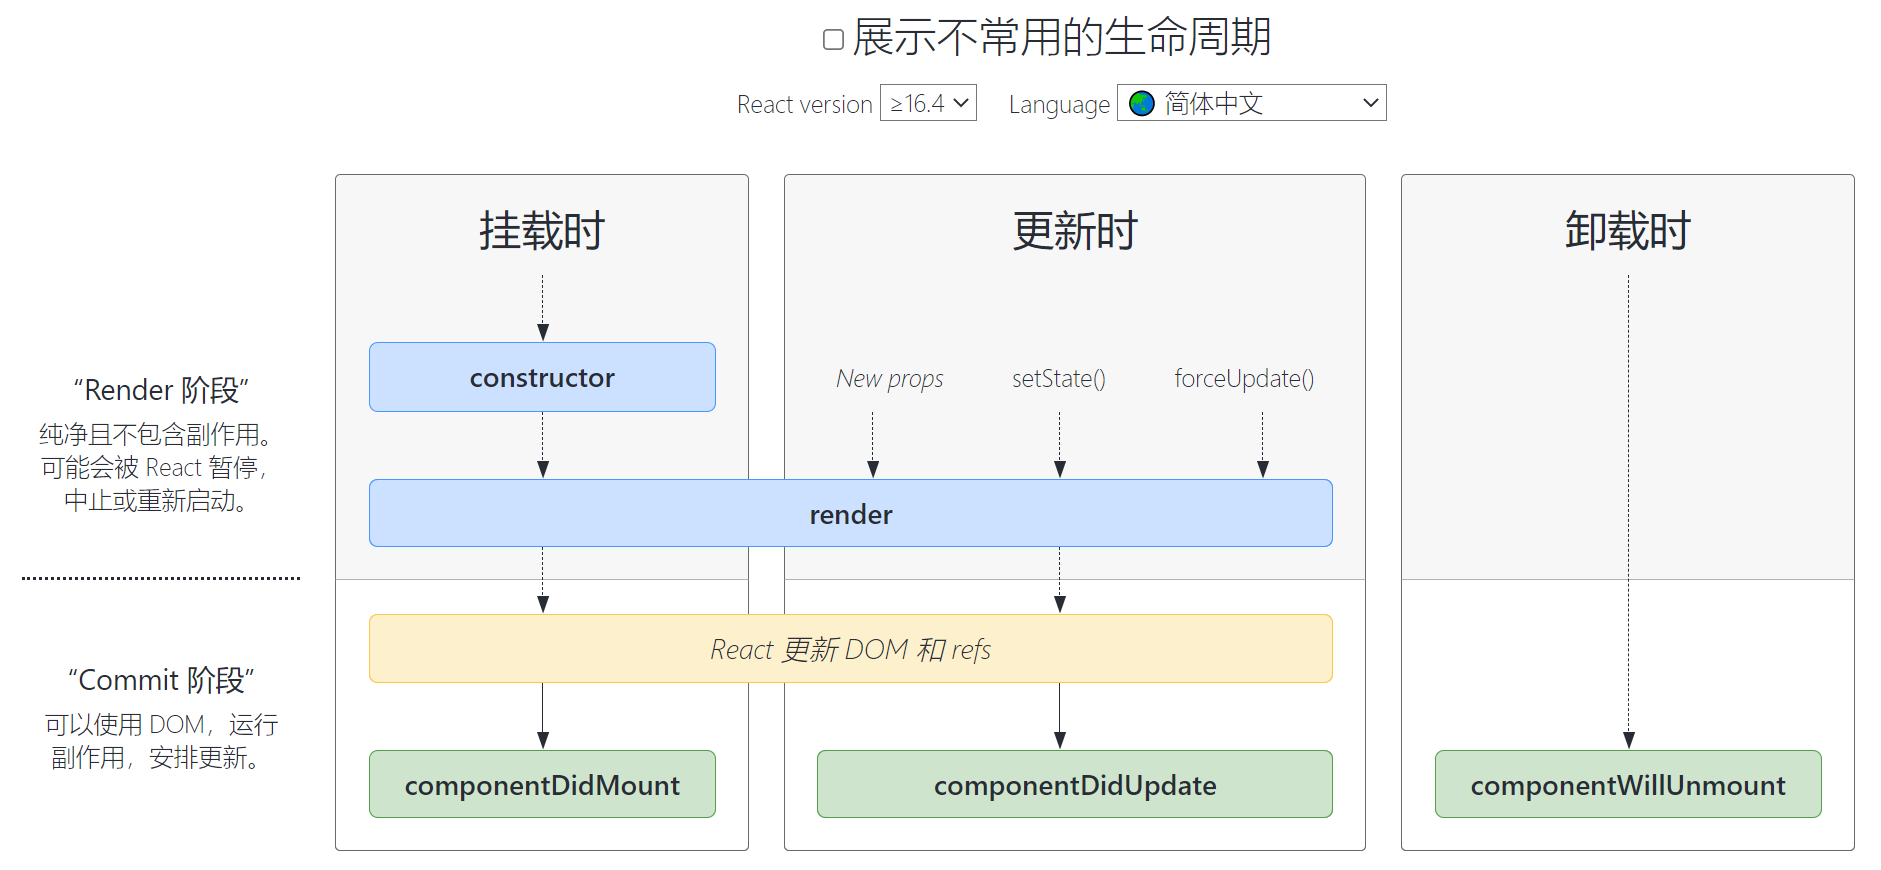 展示不常用的生命周期
React version ≥16.4 Language 简体中文
挂载时
更新时
卸载时
“Render 阶段”
纯净且不包含副作用。
可能会被 React 暂停，
中止或重新启动。
constructor
New props
setState()
forceUpdate()
render
“Commit 阶段”
可以使用 DOM，运行
副作用，安排更新。
React 更新 DOM 和 refs
componentDidMount
componentDidUpdate
componentWillUnmount